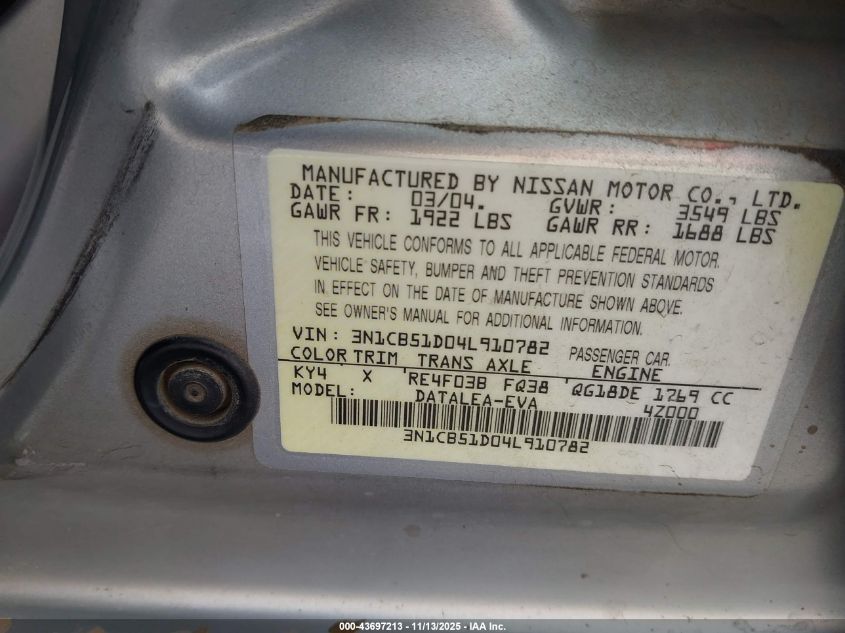 MANUFACTURED BY NISSAN MOTOR CO., LTD.
DATE: 03/04. GVWR: 3549 LBS
GAWR FR: 1922 LBS GAWR RR: 1688 LBS
THIS VEHICLE CONFORMS TO ALL APPLICABLE FEDERAL MOTOR
VEHICLE SAFETY, BUMPER AND THEFT PREVENTION STANDARDS
IN EFFECT ON THE DATE OF MANUFACTURE SHOWN ABOVE.
SEE OWNER'S MANUAL FOR ADDITIONAL INFORMATION.
VIN: 3N1CB51D04L910782 PASSENGER CAR
COLOR TRIM TRANS AXLE ENGINE
KY4 X RE4F03B FQ38 QG18DE 1769 CC
MODEL: DATALEA-EVA 4Z000
3N1CB51D04L910782
000-43697213 - 11/13/2025 - IAA Inc.